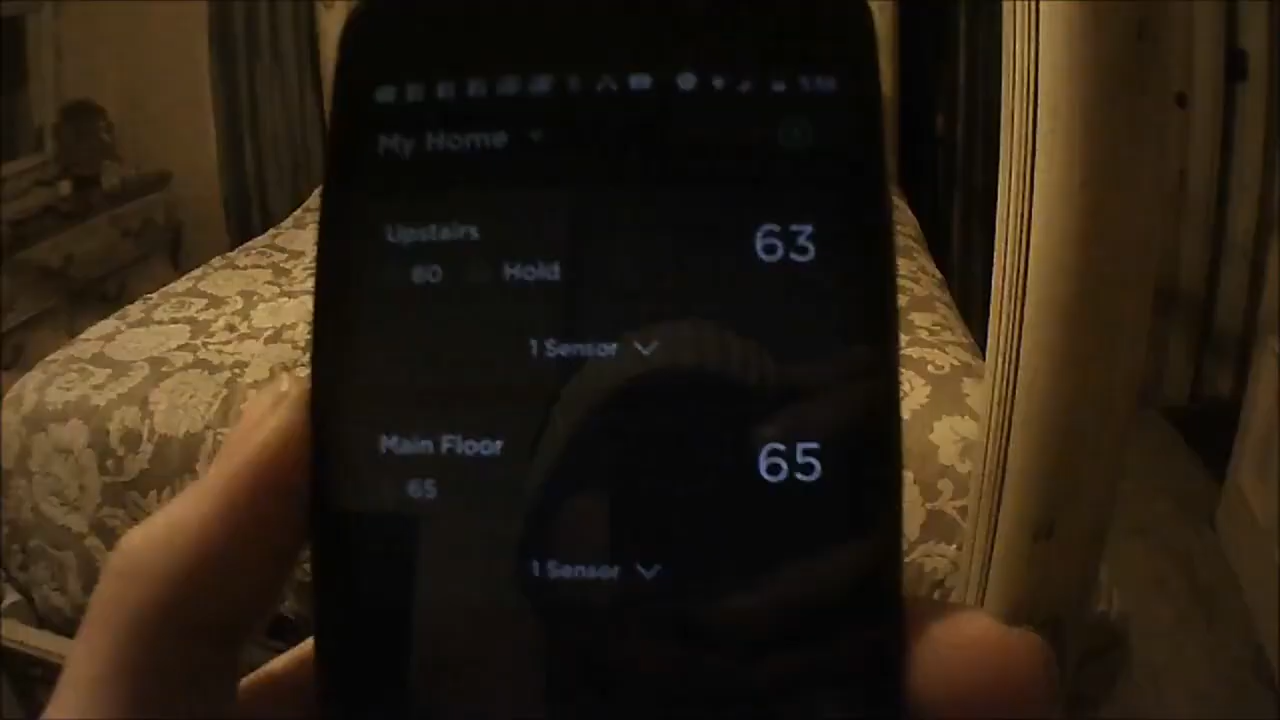 My Home
Upstairs
63
60 Hold
1 Sensor
Main Floor
65
65
1 Sensor